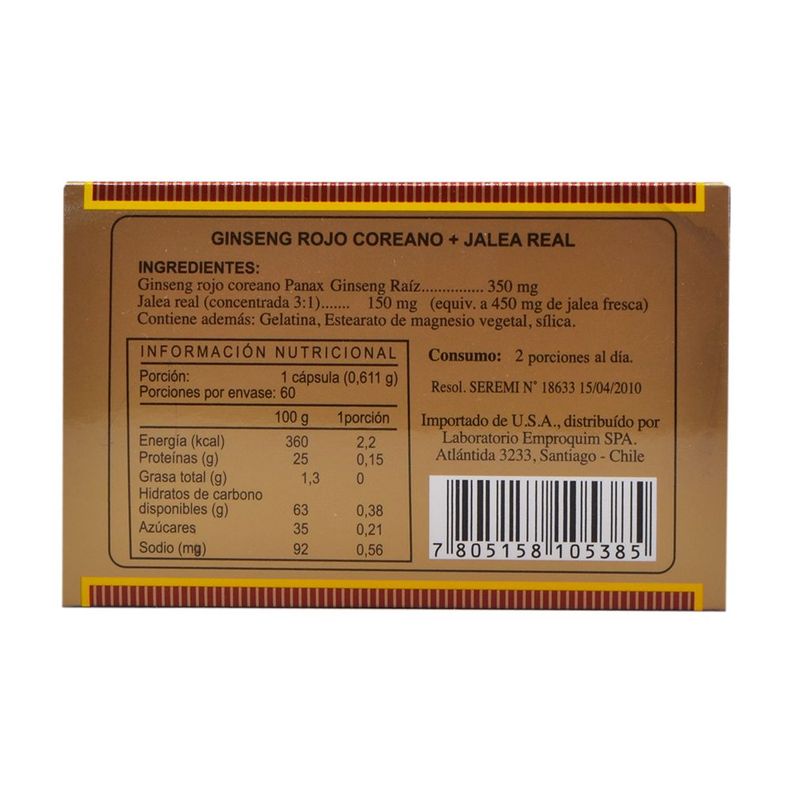 GINSENG ROJO COREANO + JALEA REAL
INGREDIENTES:
Ginseng rojo coreano Panax Ginseng Raíz............... 350 mg
Jalea real (concentrada 3:1)....... 150 mg (equiv. a 450 mg de jalea fresca)
Contiene además: Gelatina, Estearato de magnesio vegetal, sílica.
INFORMACIÓN NUTRICIONAL
Porción: 1 cápsula (0,611 g)
Porciones por envase: 60
100 g 1porción
Energía (kcal) 360 2,2
Proteínas (g) 25 0,15
Grasa total (g) 1,3 0
Hidratos de carbono
disponibles (g) 63 0,38
Azúcares 35 0,21
Sodio (mg) 92 0,56
Consumo: 2 porciones al día.
Resol. SEREMI N° 18633 15/04/2010
Importado de U.S.A., distribuído por
Laboratorio Emproquim SPA.
Atlántida 3233, Santiago - Chile
7 805158 105385